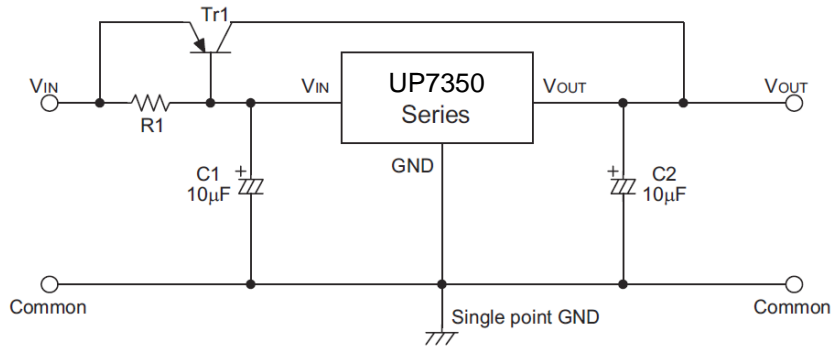 Tr1
VIN
R1
VIN
UP7350
Series
VOUT
VOUT
GND
C1
10μF
+
C2
10μF
+
Common
Single point GND
Common